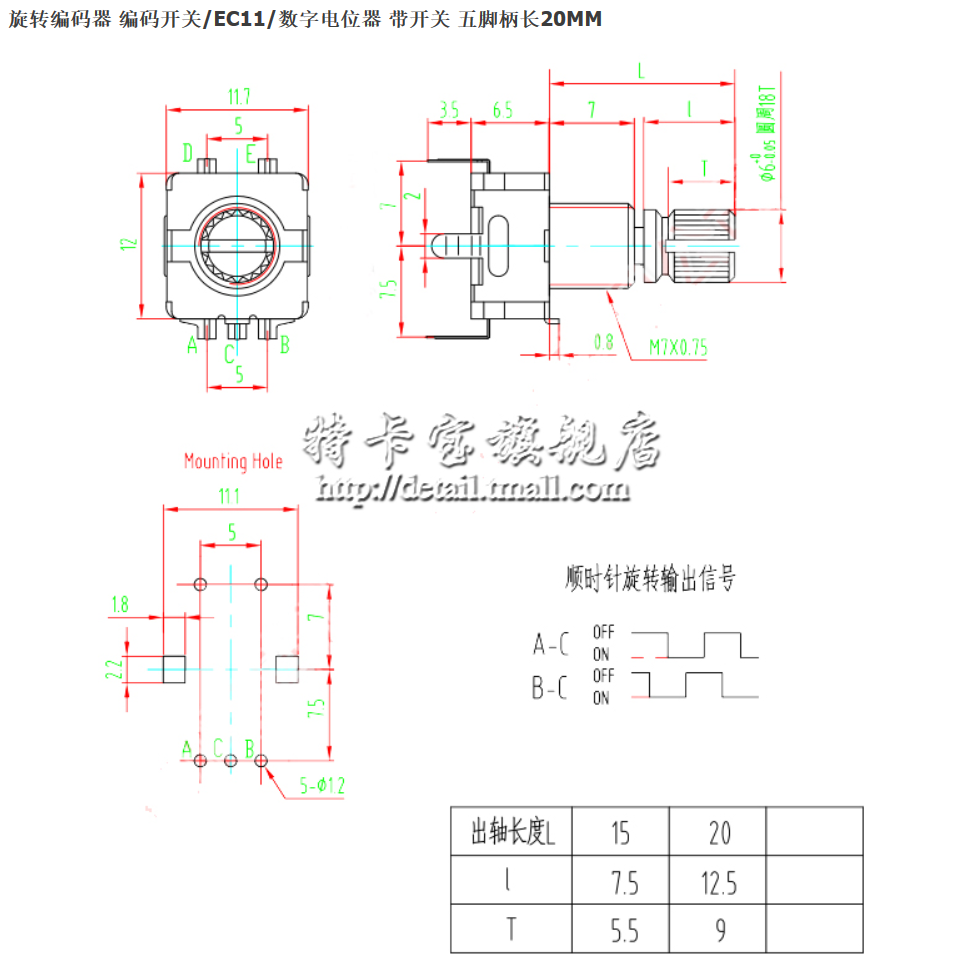 旋转编码器 编码开关/EC11/数字电位器 带开关 五脚柄长20MM
11.7
5
D E
12
A C B
5
L
3.5 6.5 7 l
T
Φ6 +0 -0.05 圆周18T
7 2
7.5
0.8
M7X0.75
特卡宝旗舰店
http://detail.tmall.com
Mounting Hole
11.1
5
1.8
7
2.2
7.5
A C B
5-Φ1.2
顺时针旋转输出信号
A-C OFF ON
B-C OFF ON
出轴长度L 15 20
l 7.5 12.5
T 5.5 9